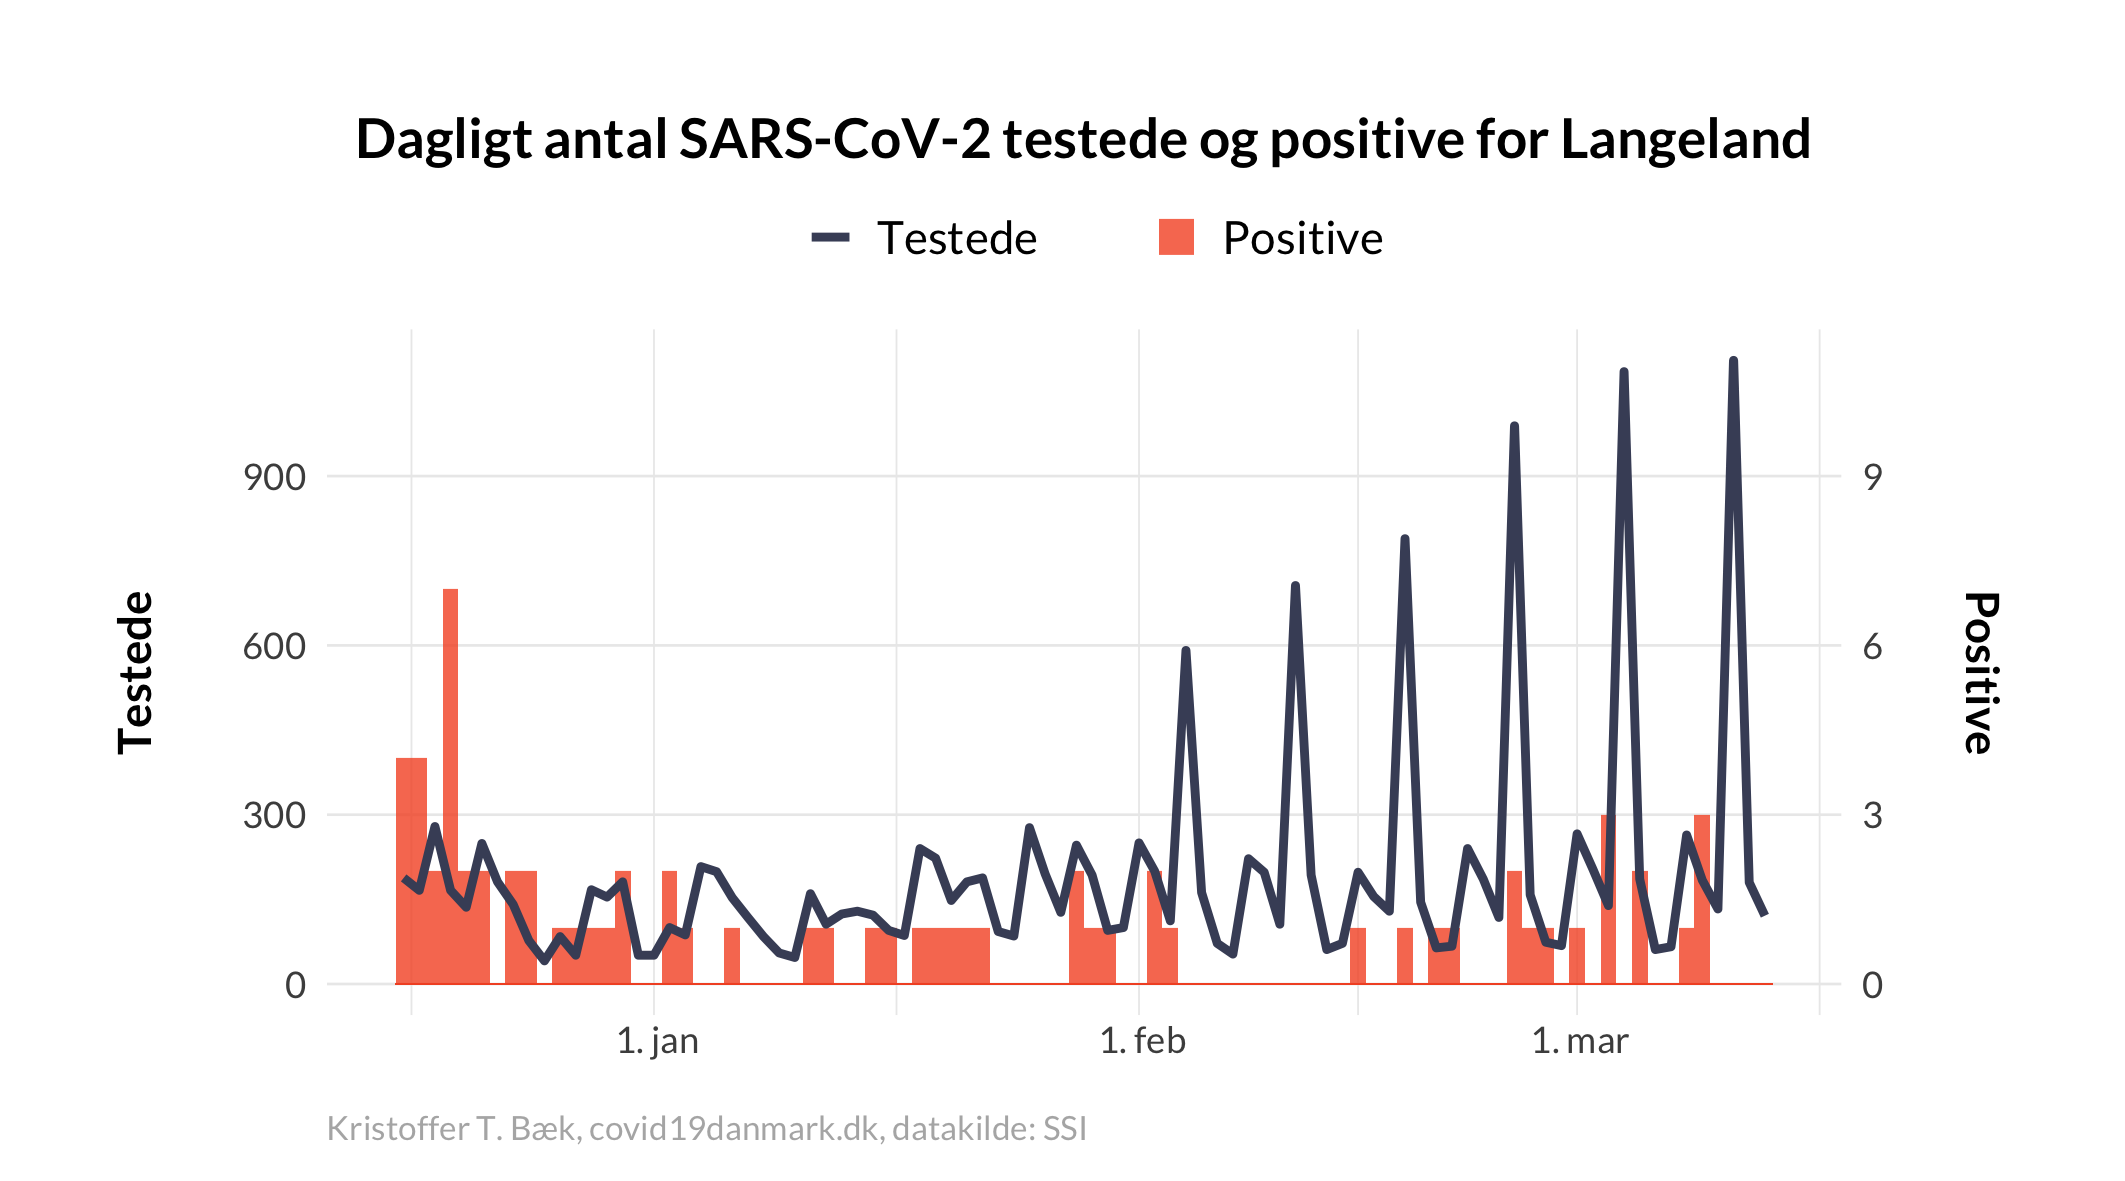 Dagligt antal SARS-CoV-2 testede og positive for Langeland
Testede
Positive
900
600
300
0
9
6
3
0
Testede
Positive
1. jan
1. feb
1. mar
Kristoffer T. Bæk, covid19danmark.dk, datakilde: SSI